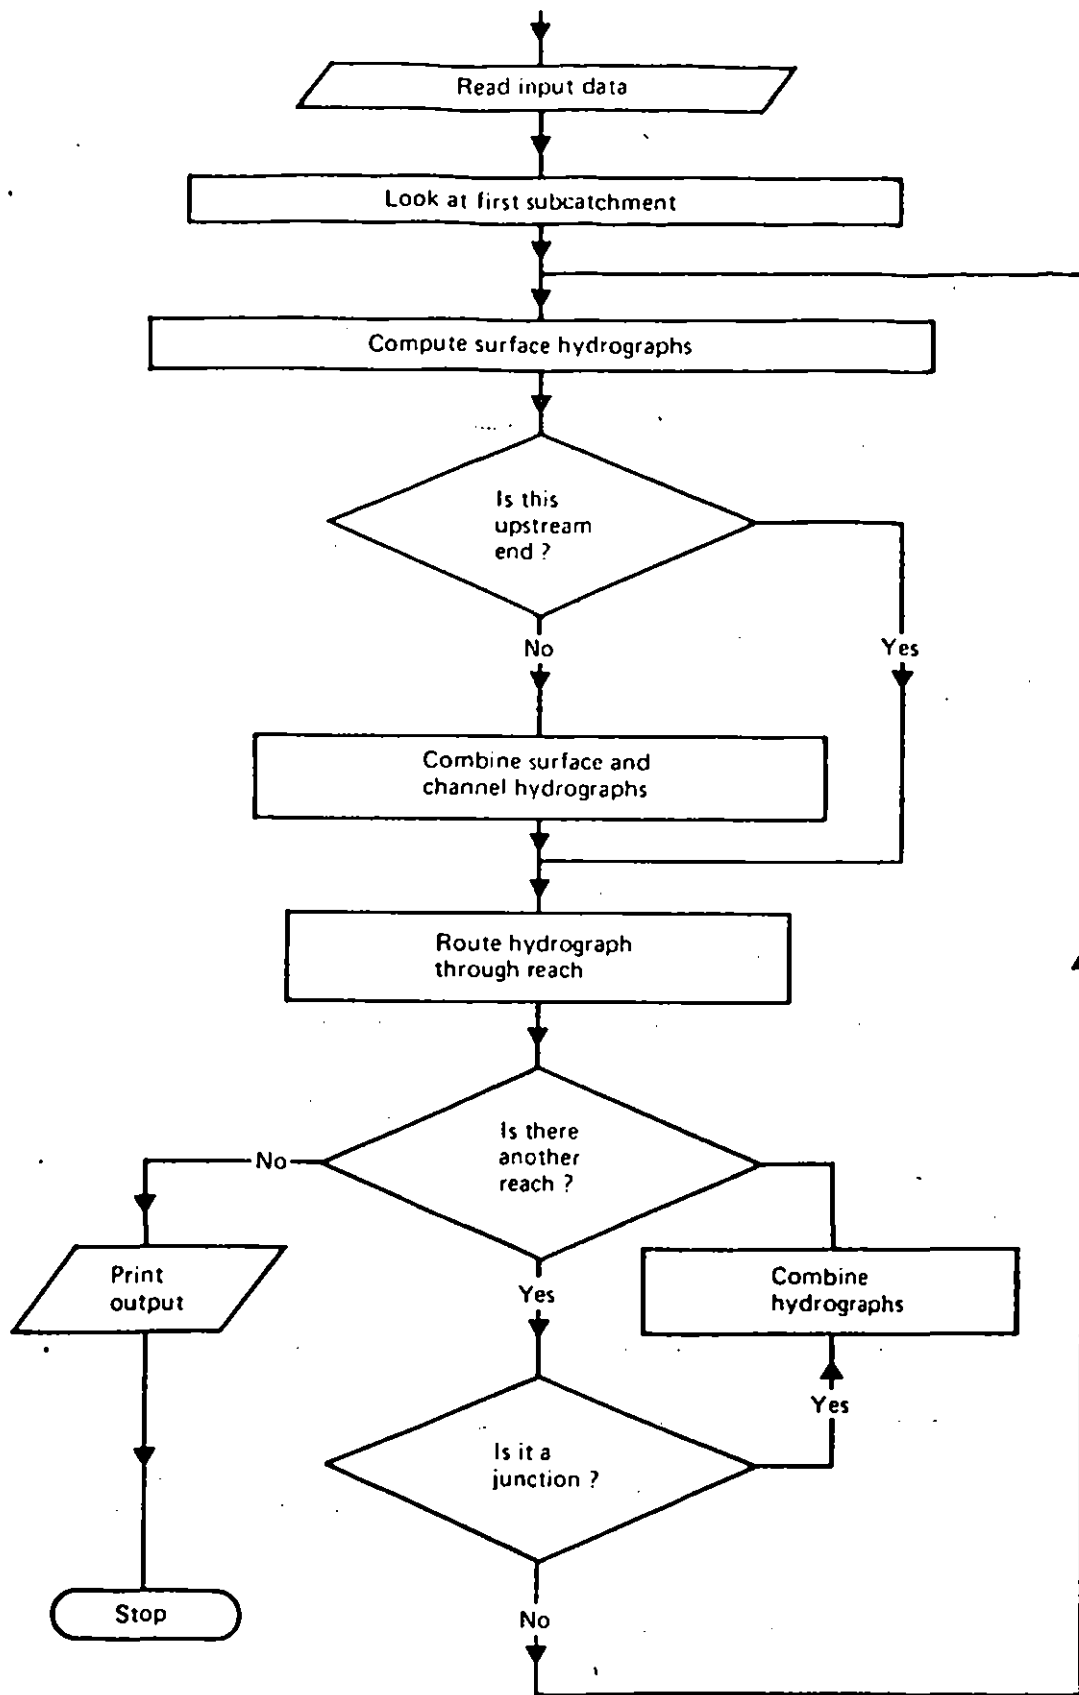 Read input data
Look at first subcatchment
Compute surface hydrographs
Is this
upstream
end ?
No
Yes
Combine surface and
channel hydrographs
Route hydrograph
through reach
Is there
another
reach ?
No
Print
output
Yes
Combine
hydrographs
Yes
Is it a
junction ?
Stop
No